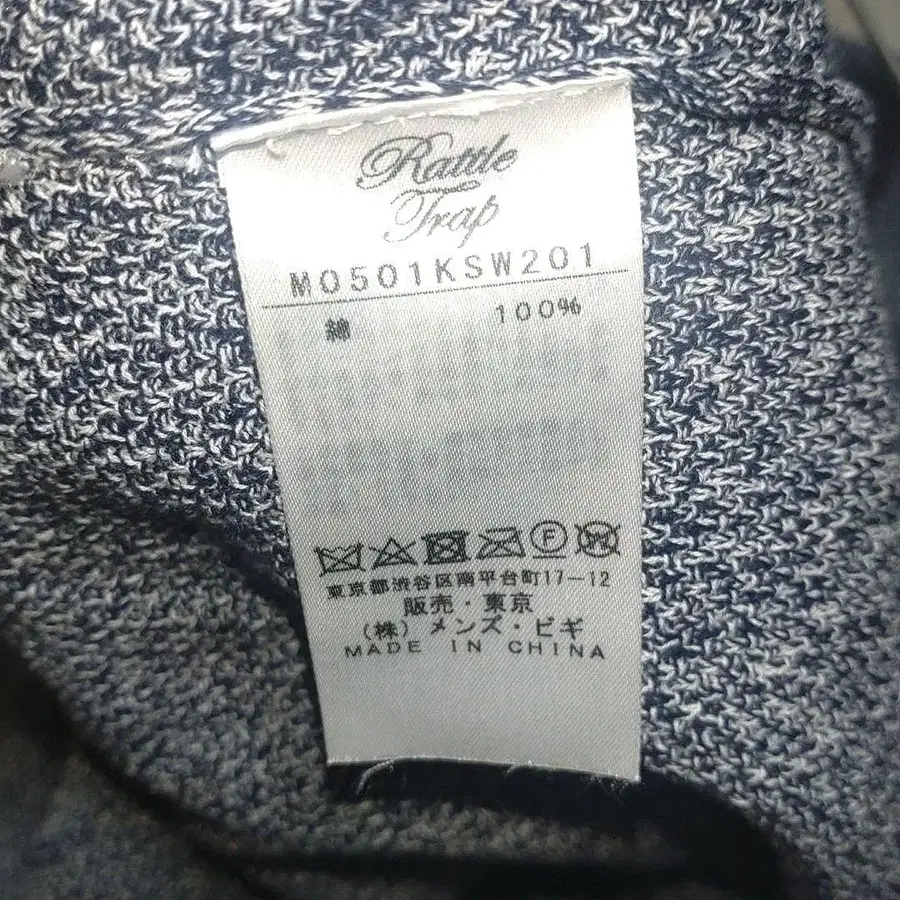 Rattle
Trap
M0501KSW201
綿 100%
東京都渋谷区南平台町17-12
販売・東京
(株) メンズ・ビギ
MADE IN CHINA